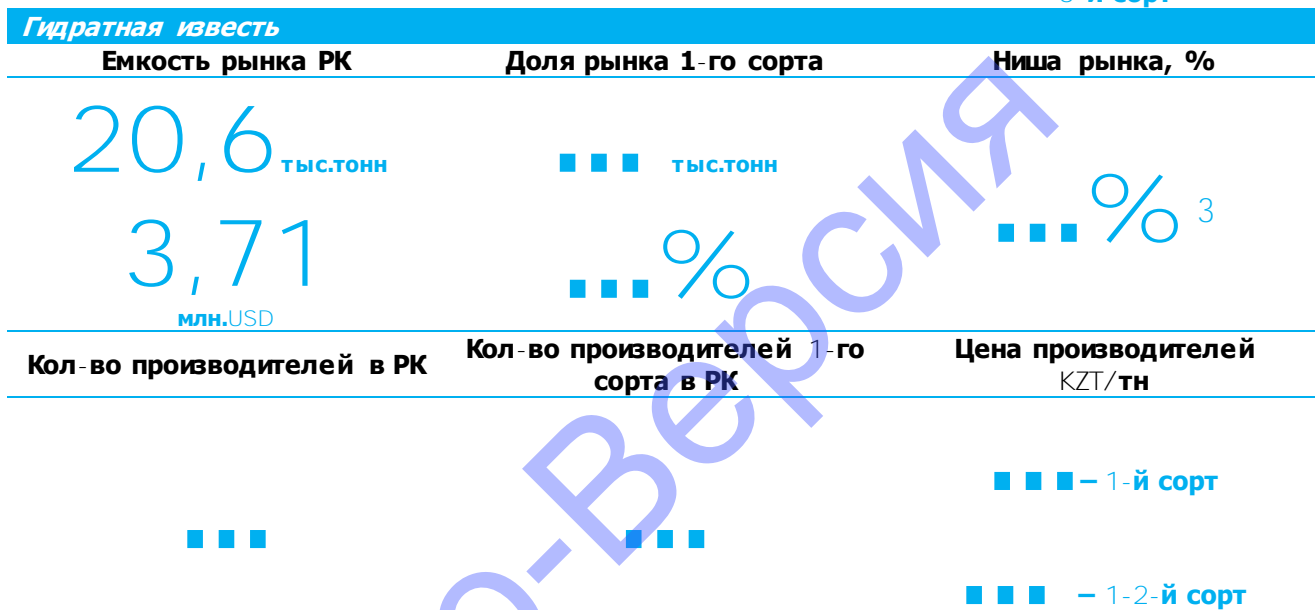 Гидратная известь
Емкость рынка РК Доля рынка 1-го сорта Ниша рынка, %
20,6 тыс.тонн ... тыс.тонн
...% 3
3,71 ...%
млн.USD
Кол-во производителей в РК Кол-во производителей 1-го сорта в РК Цена производителей KZT/тн
... – 1-й сорт
... ...
... – 1-2-й сорт
о-Версия